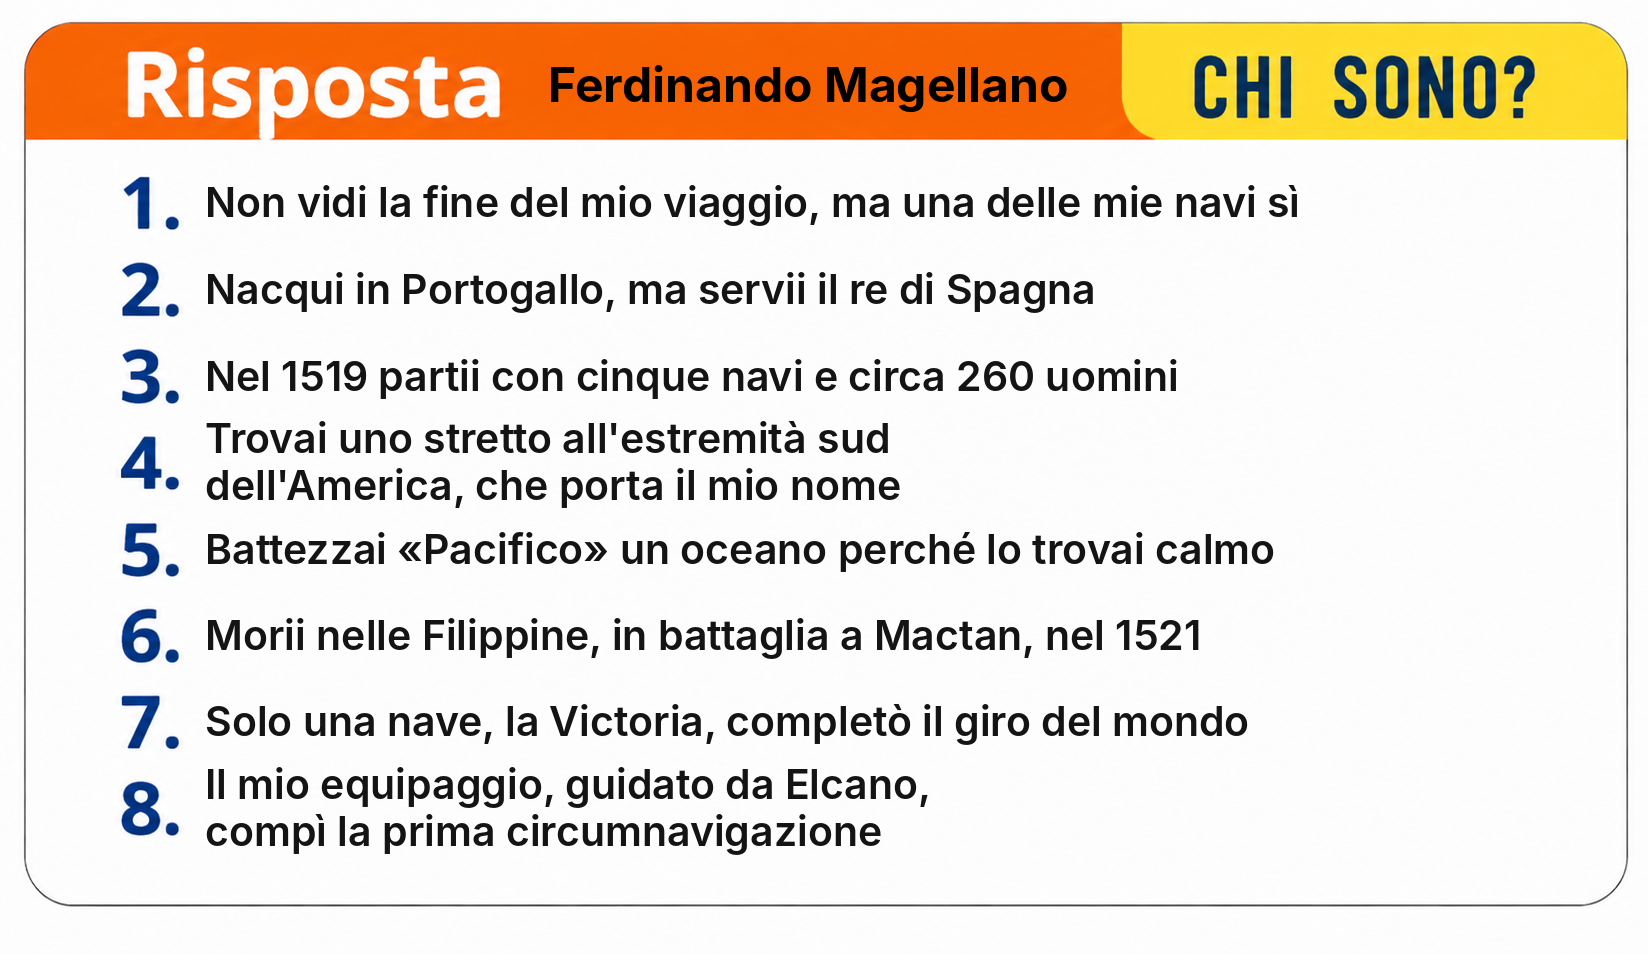 Risposta Ferdinando Magellano CHI SONO?
1. Non vidi la fine del mio viaggio, ma una delle mie navi sì
2. Nacqui in Portogallo, ma servii il re di Spagna
3. Nel 1519 partii con cinque navi e circa 260 uomini
4. Trovai uno stretto all'estremità sud
dell'America, che porta il mio nome
5. Battezzai «Pacifico» un oceano perché lo trovai calmo
6. Morii nelle Filippine, in battaglia a Mactan, nel 1521
7. Solo una nave, la Victoria, completò il giro del mondo
8. Il mio equipaggio, guidato da Elcano,
compì la prima circumnavigazione